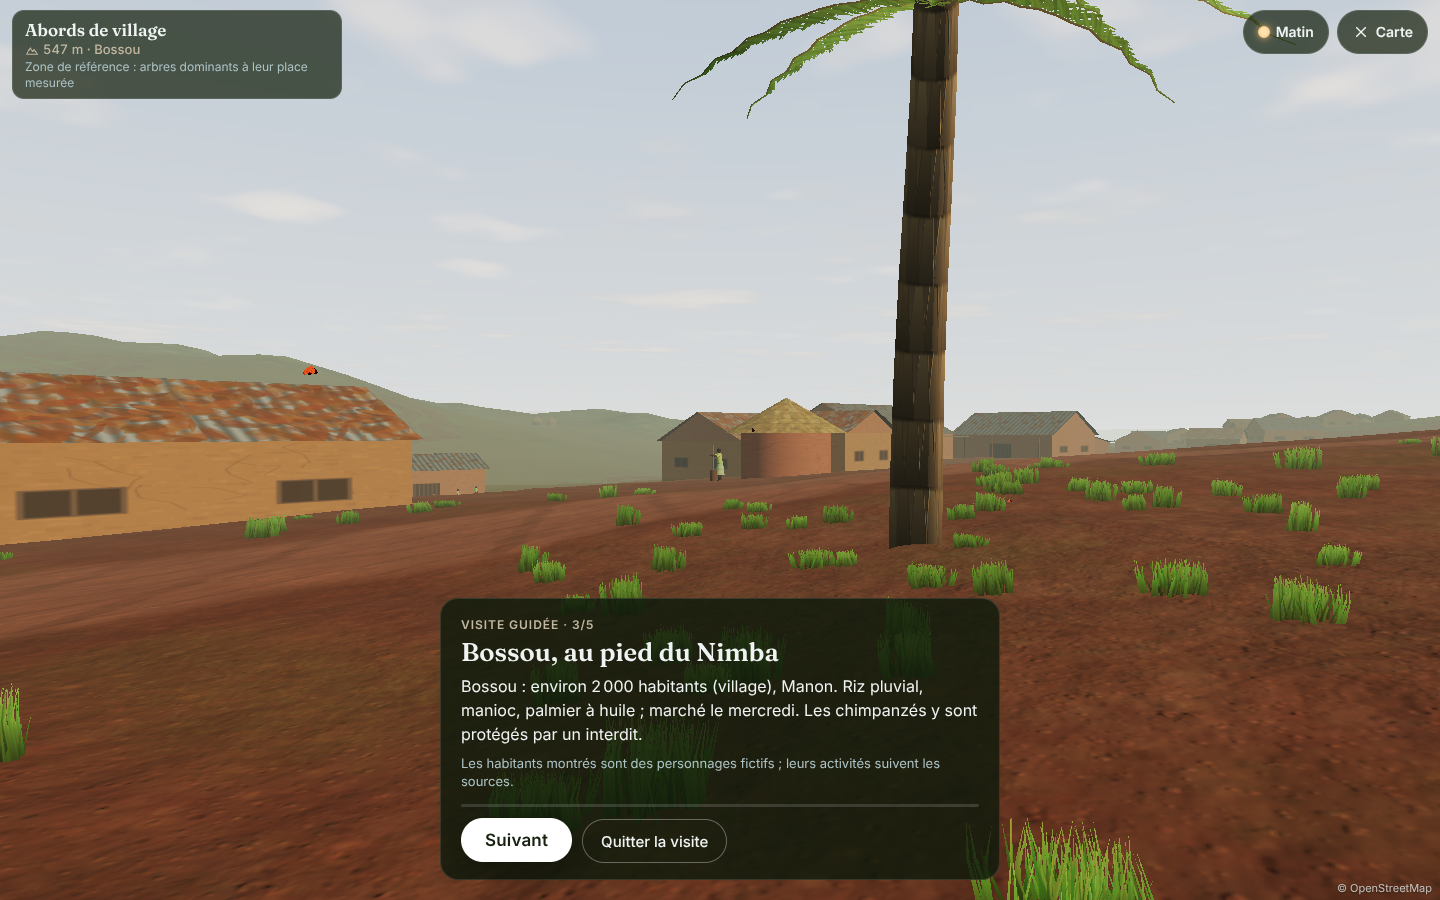 Abords de village
547 m · Bossou
Zone de référence : arbres dominants à leur place
mesurée
Matin
Carte
VISITE GUIDÉE · 3/5
Bossou, au pied du Nimba
Bossou : environ 2 000 habitants (village), Manon. Riz pluvial,
manioc, palmier à huile ; marché le mercredi. Les chimpanzés y sont
protégés par un interdit.
Les habitants montrés sont des personnages fictifs ; leurs activités suivent les
sources.
Suivant
Quitter la visite
© OpenStreetMap